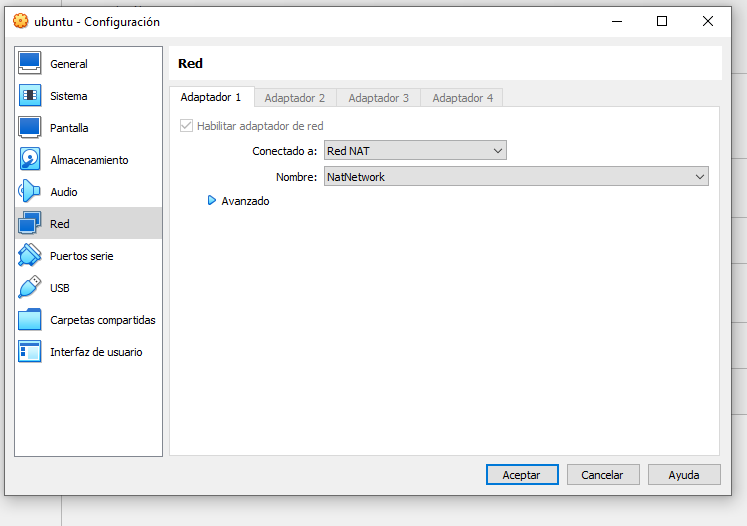 ubuntu - Configuración
General
Sistema
Pantalla
Almacenamiento
Audio
Red
Puertos serie
USB
Carpetas compartidas
Interfaz de usuario
Red
Adaptador 1 Adaptador 2 Adaptador 3 Adaptador 4
Habilitar adaptador de red
Conectado a: Red NAT
Nombre: NatNetwork
Avanzado
Aceptar Cancelar Ayuda